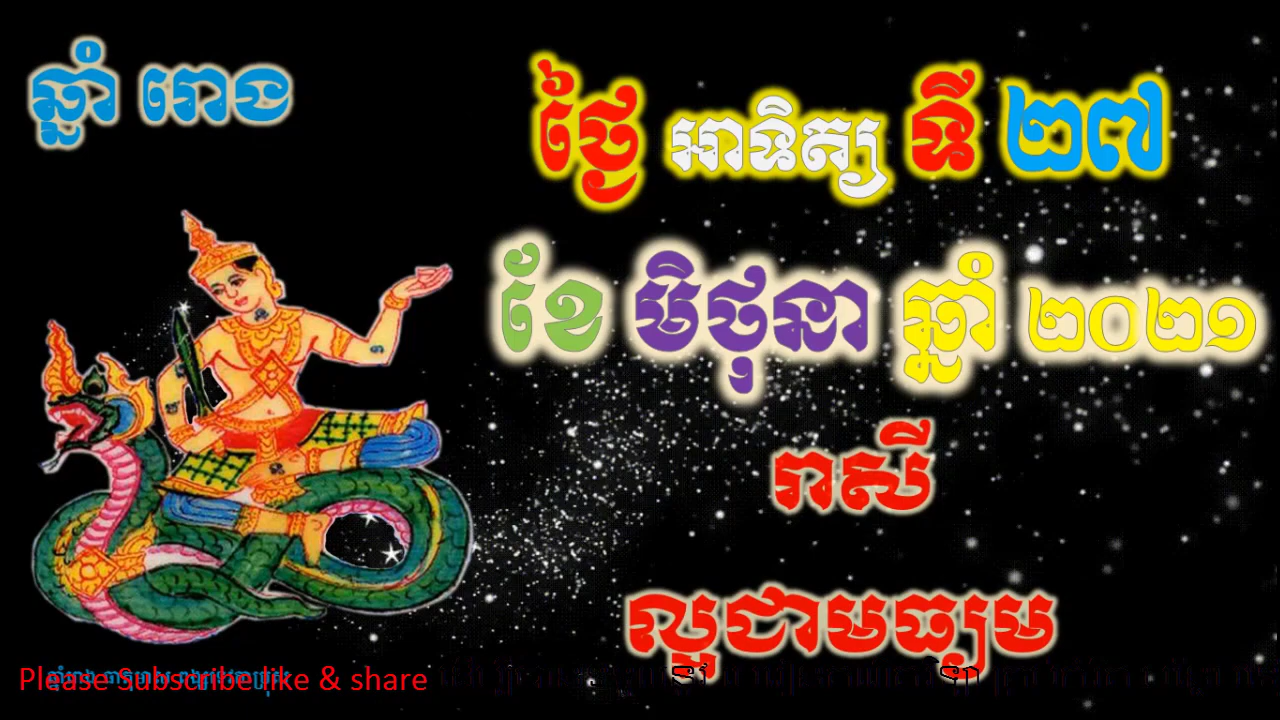 ឆ្នាំ រោង
ថ្ងៃ អាទិត្យ ទី ២៧
ខែ មិថុនា ឆ្នាំ ២០២១
រាសី
ល្អជាមធ្យម
Please Subscribe like & share